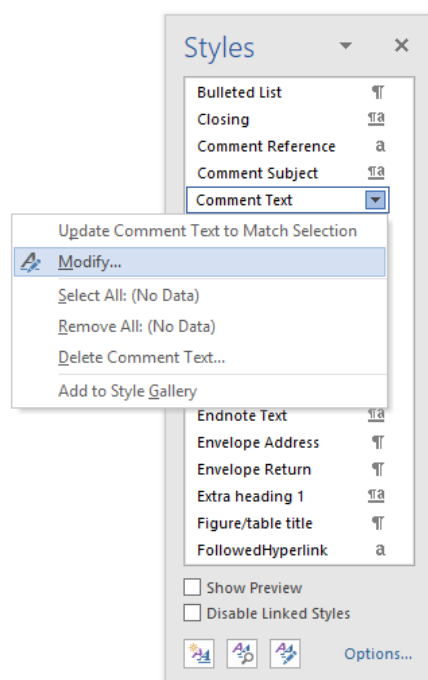 Styles
Bulleted List ¶
Closing ¶a
Comment Reference a
Comment Subject ¶a
Comment Text
Update Comment Text to Match Selection
Modify...
Select All: (No Data)
Remove All: (No Data)
Delete Comment Text...
Add to Style Gallery
Endnote Text ¶a
Envelope Address ¶
Envelope Return ¶
Extra heading 1 ¶a
Figure/table title ¶
FollowedHyperlink a
Show Preview
Disable Linked Styles
Options...